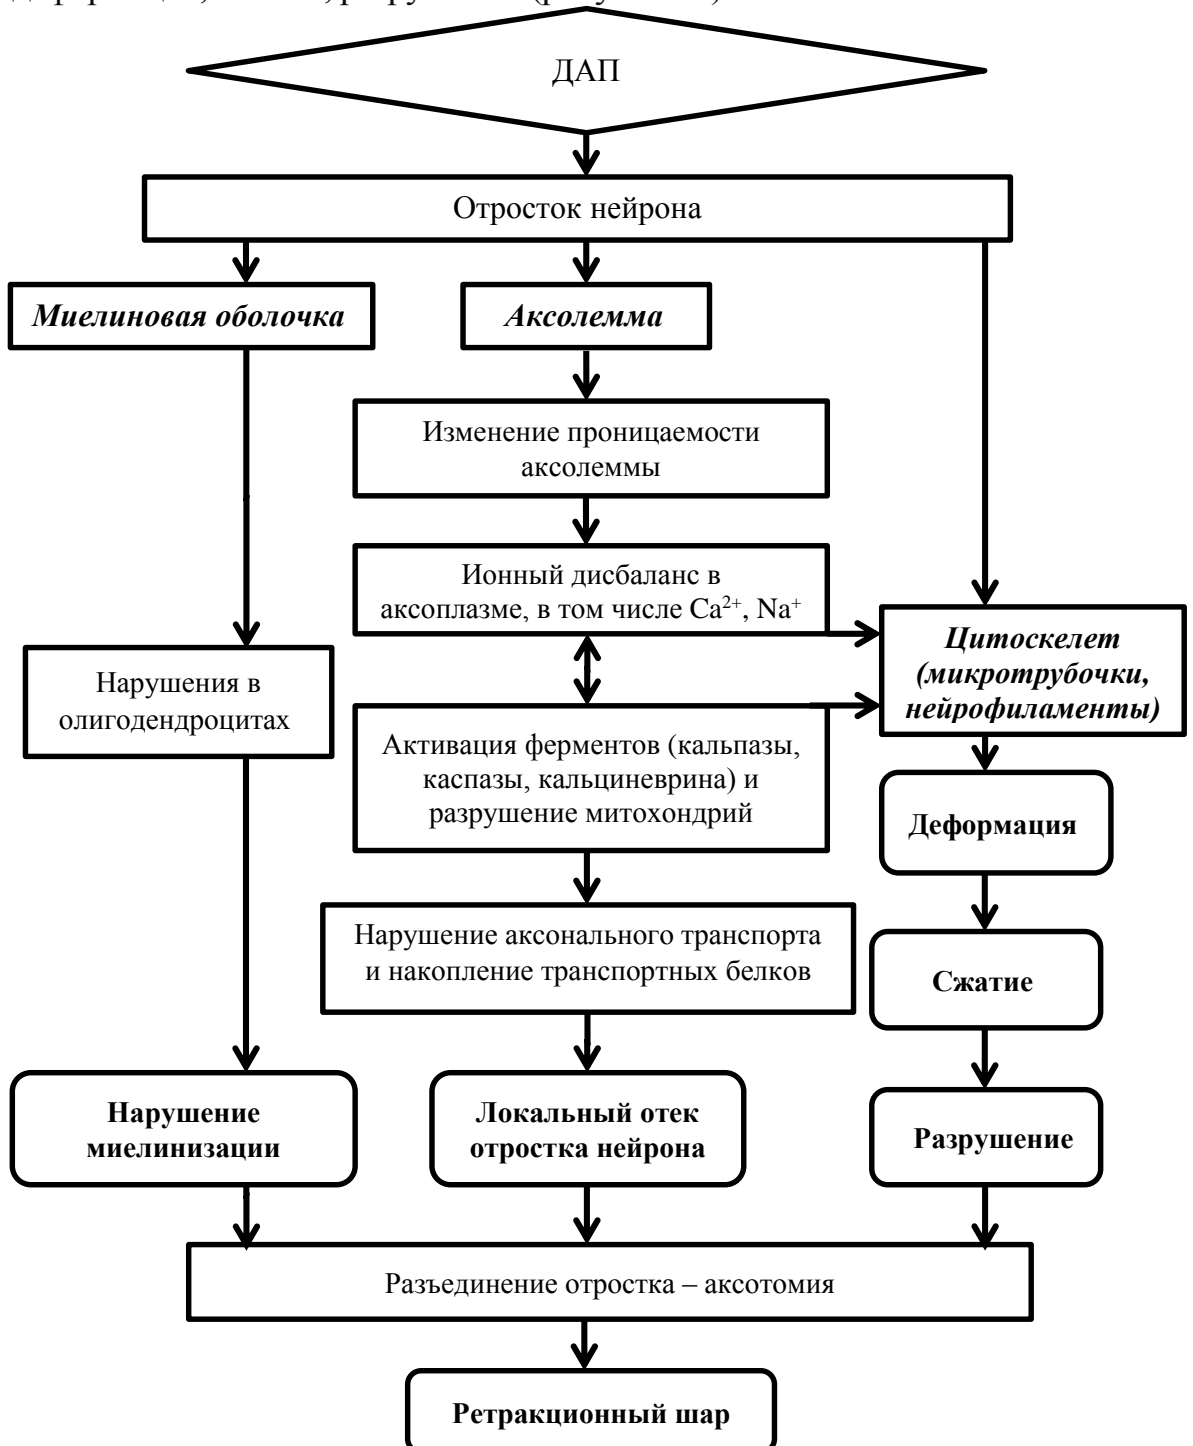 ДАП
Отросток нейрона
Миелиновая оболочка
Аксолемма
Изменение проницаемости
аксолеммы
Ионный дисбаланс в
аксоплазме, в том числе Ca²⁺, Na⁺
Цитоскелет
(микротрубочки,
нейрофиламенты)
Нарушения в
олигодендроцитах
Активация ферментов (кальпазы,
каспазы, кальциневрина) и
разрушение митохондрий
Деформация
Нарушение аксонального транспорта
и накопление транспортных белков
Сжатие
Нарушение
миелинизации
Локальный отек
отростка нейрона
Разрушение
Разъединение отростка – аксотомия
Ретракционный шар